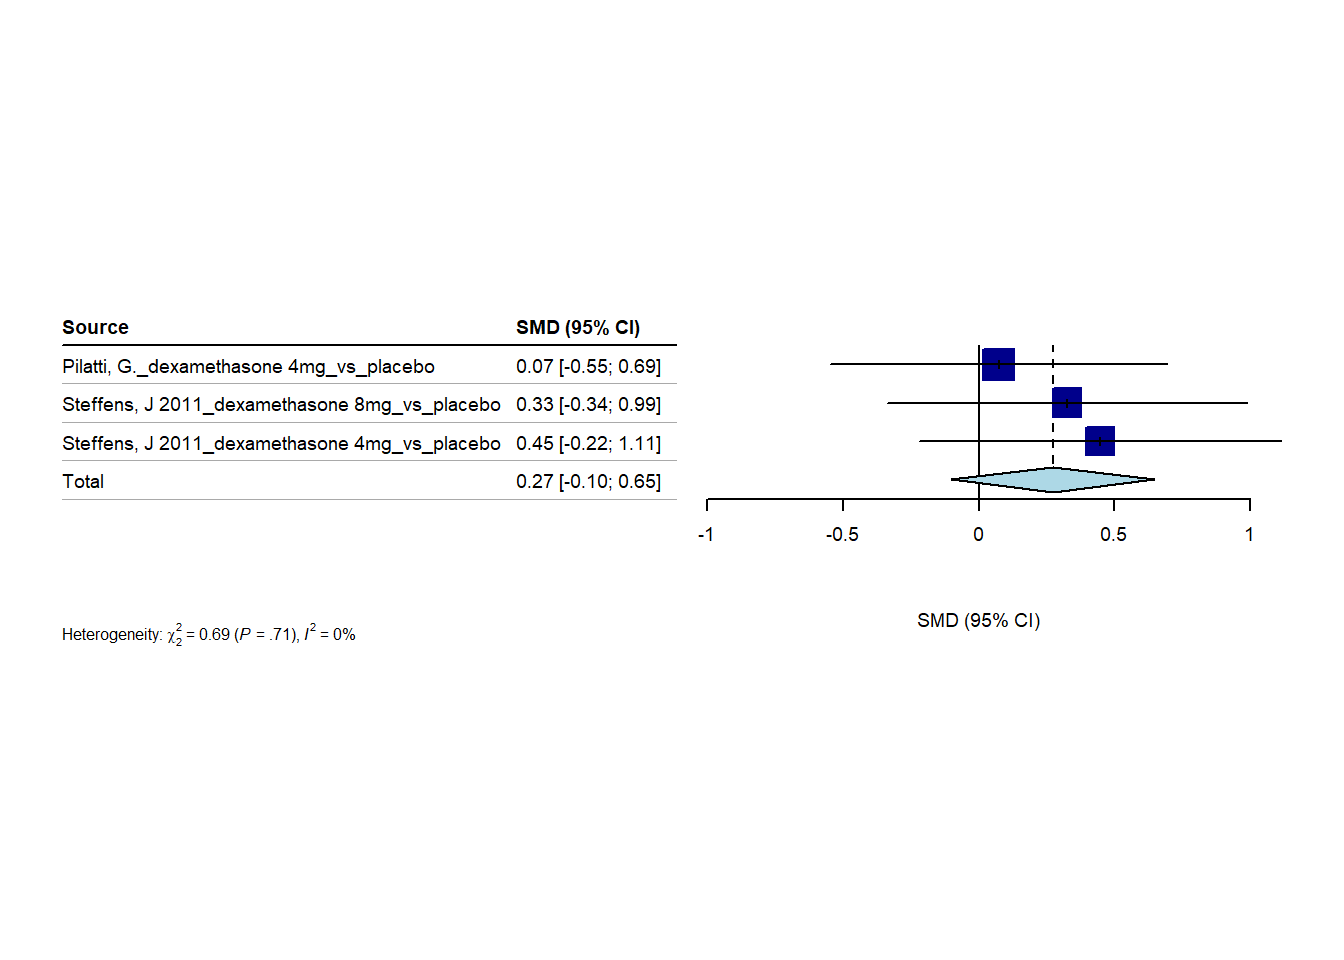 Source SMD (95% CI)
Pilatti, G._dexamethasone 4mg_vs_placebo 0.07 [-0.55; 0.69]
Steffens, J 2011_dexamethasone 8mg_vs_placebo 0.33 [-0.34; 0.99]
Steffens, J 2011_dexamethasone 4mg_vs_placebo 0.45 [-0.22; 1.11]
Total 0.27 [-0.10; 0.65]
-1 -0.5 0 0.5 1
SMD (95% CI)
Heterogeneity: χ²₂ = 0.69 (P = .71), I² = 0%